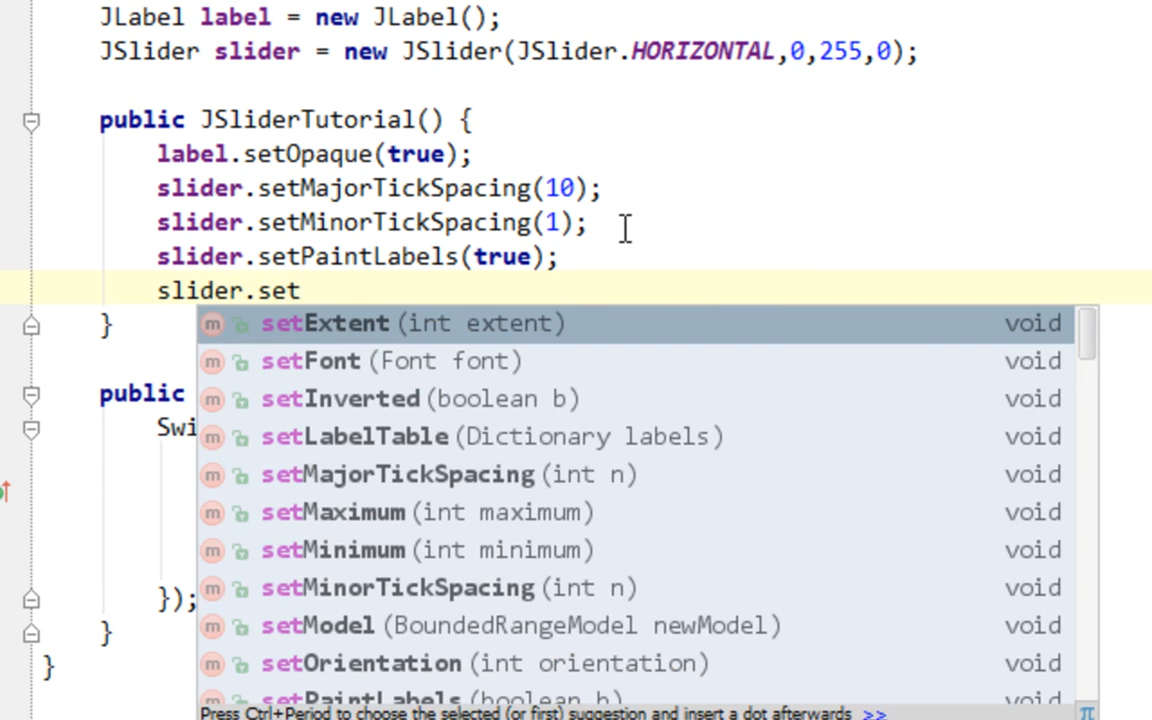 JLabel label = new JLabel();
JSlider slider = new JSlider(JSlider.HORIZONTAL,0,255,0);
public JSliderTutorial() {
label.setOpaque(true);
slider.setMajorTickSpacing(10);
slider.setMinorTickSpacing(1);
slider.setPaintLabels(true);
slider.set
}
m setExtent(int extent) void
m setFont(Font font) void
m setInverted(boolean b) void
m setLabelTable(Dictionary labels) void
m setMajorTickSpacing(int n) void
m setMaximum(int maximum) void
m setMinimum(int minimum) void
m setMinorTickSpacing(int n) void
m setModel(BoundedRangeModel newModel) void
m setOrientation(int orientation) void
m setPaintLabels(boolean b) void
Press Ctrl+Period to choose the selected (or first) suggestion and insert a dot afterwards >> π
public
Swi
});
}
}